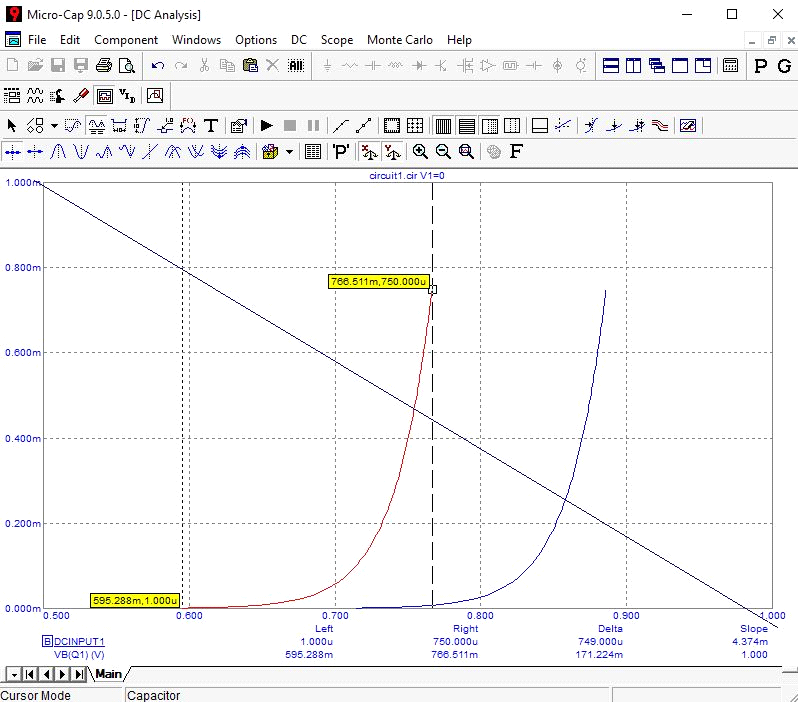 Micro-Cap 9.0.5.0 - [DC Analysis]
File Edit Component Windows Options DC Scope Monte Carlo Help
All
P G
V I D
T
'P' X Y F
circuit1.cir V1=0
1.000m
0.800m
766.511m,750.000u
0.600m
0.400m
0.200m
595.288m,1.000u
0.000m
0.500 0.600 0.700 0.800 0.900 1.000
Left Right Delta Slope
B DCINPUT1 1.000u 750.000u 749.000u 4.374m
VB(Q1) (V) 595.288m 766.511m 171.224m 1.000
Main
Cursor Mode Capacitor